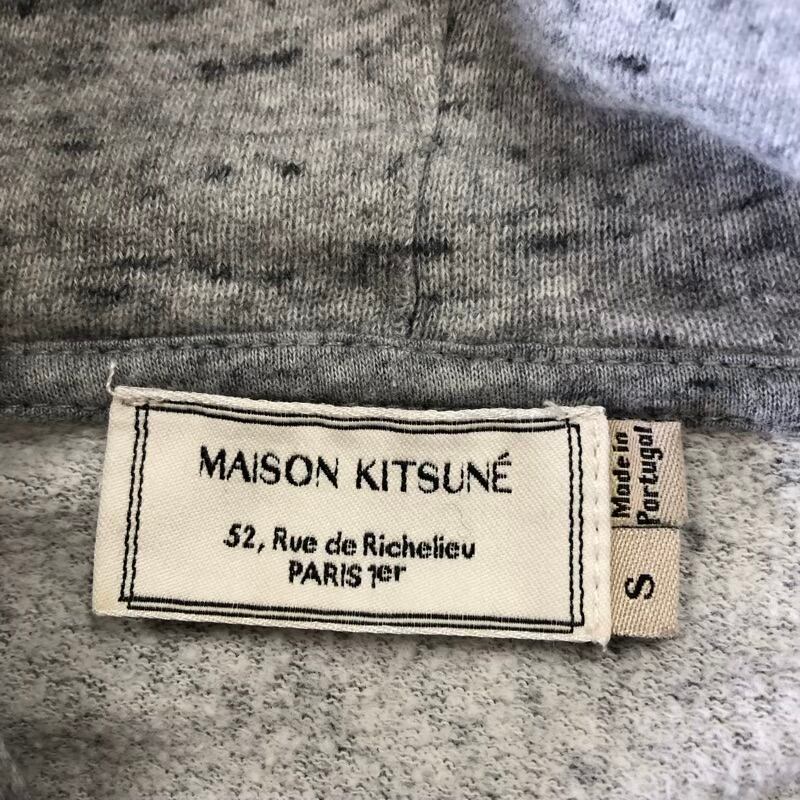 MAISON KITSUNÉ
52, Rue de Richelieu
PARIS 1er
Made in
Portugal
S